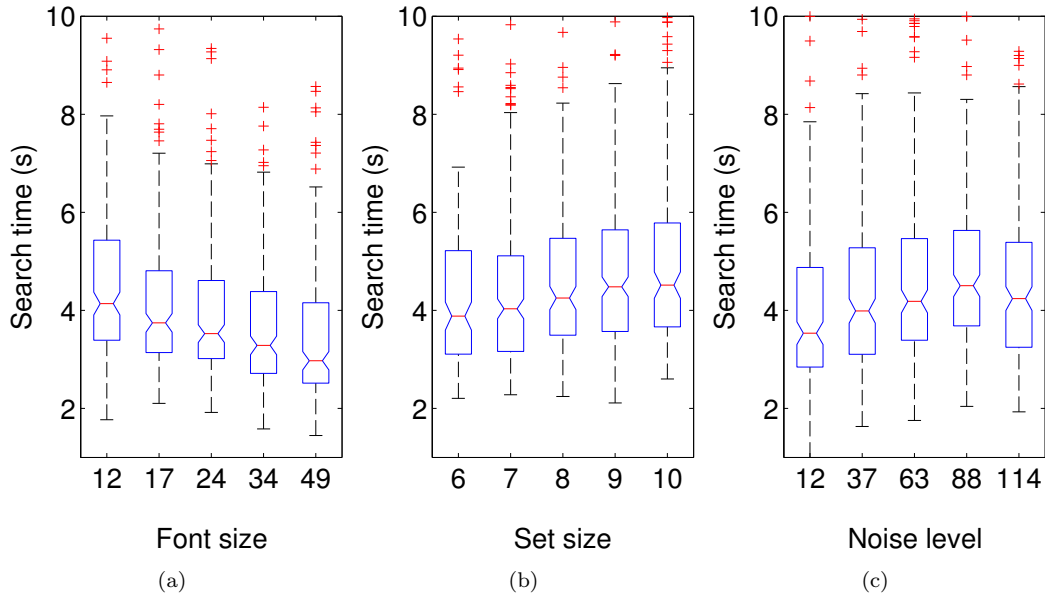 10
8
6
4
2
Search time (s)
12 17 24 34 49
Font size
(a)
10
8
6
4
2
Search time (s)
6 7 8 9 10
Set size
(b)
10
8
6
4
2
Search time (s)
12 37 63 88 114
Noise level
(c)